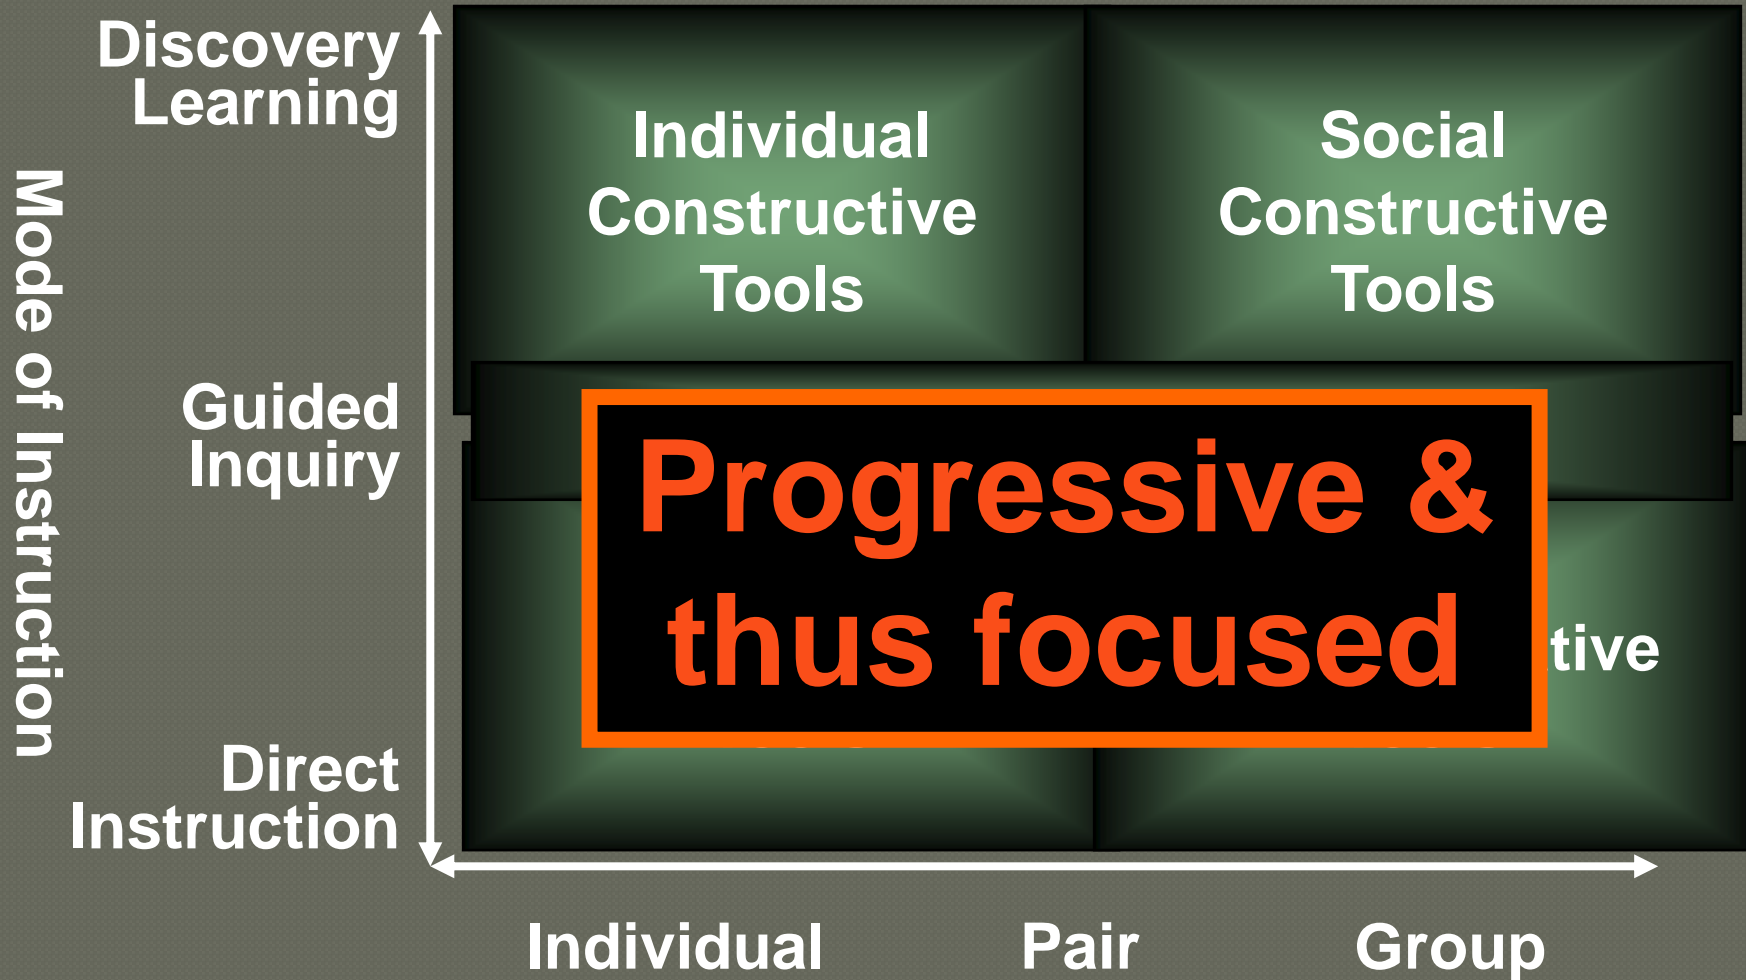 Discovery
Learning
Individual
Constructive
Tools
Social
Constructive
Tools
Mode of Instruction
Guided
Inquiry
Progressive &
thus focused
tive
Direct
Instruction
Individual
Pair
Group